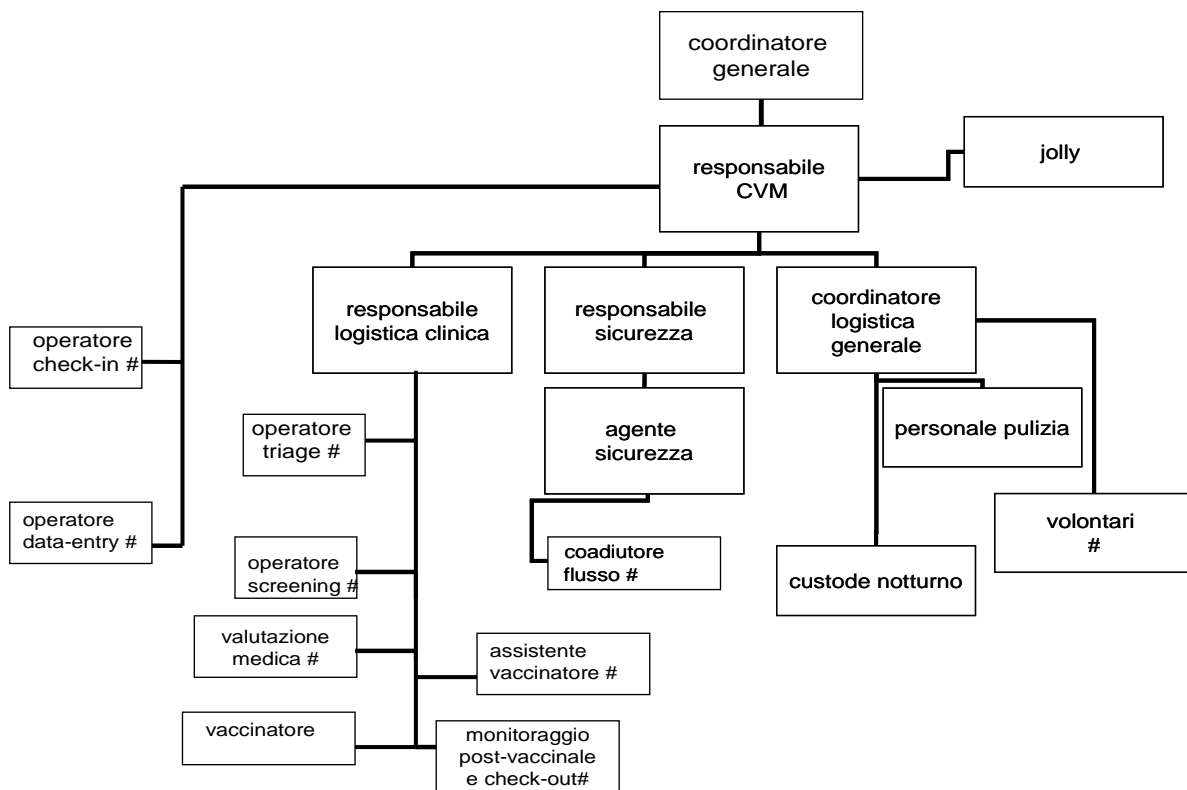 coordinatore
generale
responsabile
CVM
jolly
responsabile
logistica clinica
responsabile
sicurezza
coordinatore
logistica
generale
operatore
check-in #
operatore
triage #
agente
sicurezza
personale pulizia
operatore
data-entry #
volontari
#
operatore
screening #
coadiutore
flusso #
custode notturno
valutazione
medica #
assistente
vaccinatore #
vaccinatore
monitoraggio
post-vaccinale
e check-out#